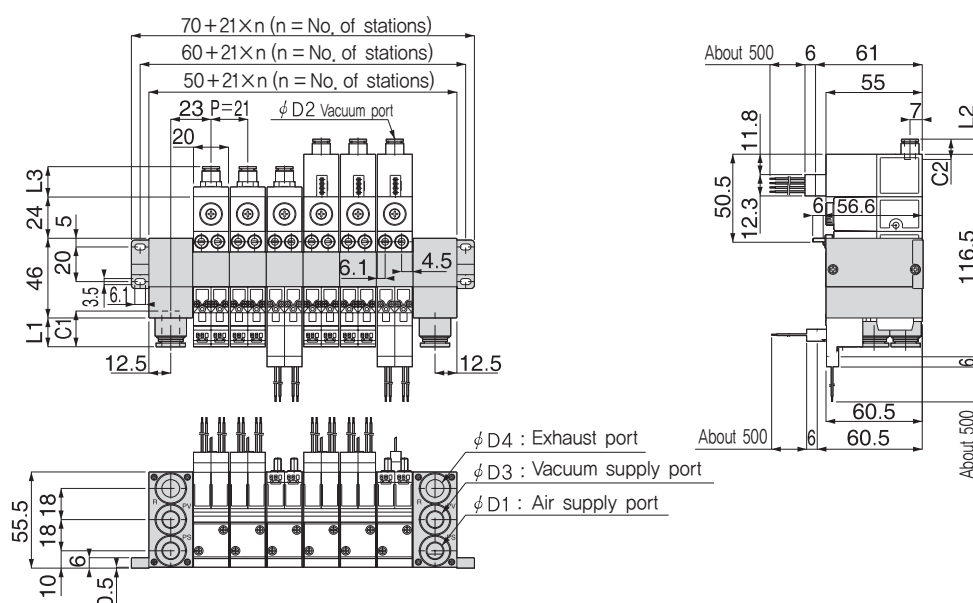 70+21×n (n = No. of stations)
60+21×n (n = No. of stations)
50+21×n (n = No. of stations)
23 P=21
φD2 Vacuum port
20
L3
24
5
46
20
3.5
6.1
L1
C1
12.5
6.1
4.5
12.5
About 500 6 61
55
7
L2
11.8
C2
50.5
12.3
6 56.6
116.5
6
60.5
About 500 6 60.5
About 500
φD4 : Exhaust port
φD3 : Vacuum supply port
φD1 : Air supply port
55.5
18
18
6
10
0.5
R
PV
PS
R
PV
PS